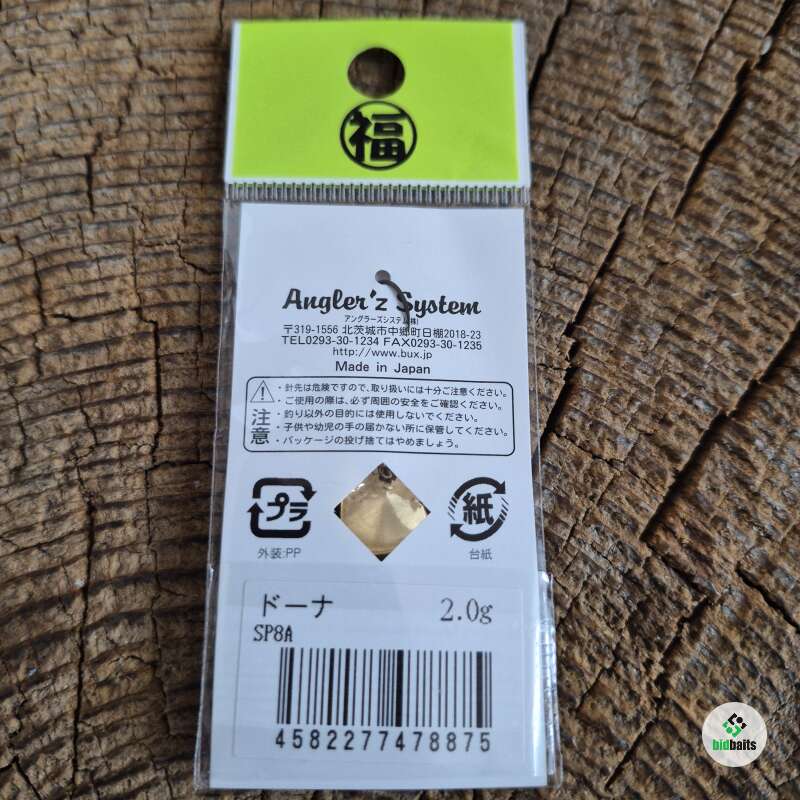 福
Angler'z System
アングラーズシステム㈱
〒319-1556 北茨城市中郷町日棚2018-23
TEL0293-30-1234 FAX0293-30-1235
http://www.bux.jp
Made in Japan
注意
・針先は危険ですので、取り扱いには十分ご注意ください。
・ご使用の際は、必ず周囲の安全をご確認ください。
・釣り以外の目的には使用しないでください。
・子供や幼児の手の届かない所に保管してください。
・パッケージの投げ捨てはやめましょう。
プラ
外装:PP
紙
台紙
ドーナ 2.0g
SP8A
4582277478875
bidbaits